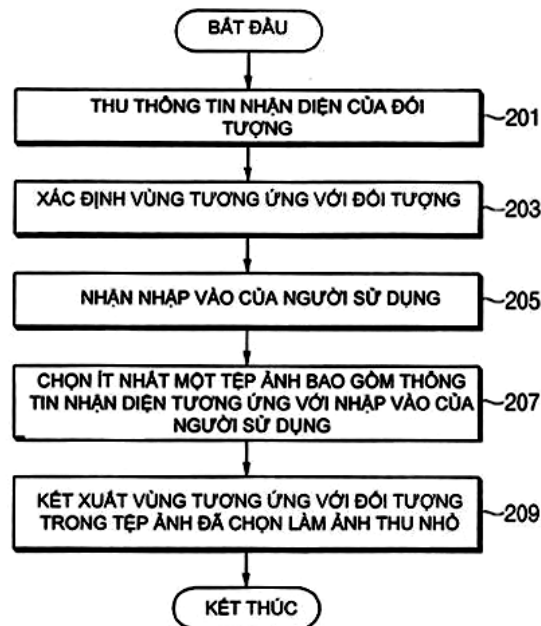 BẮT ĐẦU
THU THÔNG TIN NHẬN DIỆN CỦA ĐỐI
TƯỢNG
201
XÁC ĐỊNH VÙNG TƯƠNG ỨNG VỚI ĐỐI TƯỢNG
203
NHẬN NHẬP VÀO CỦA NGƯỜI SỬ DỤNG
205
CHỌN ÍT NHẤT MỘT TỆP ẢNH BAO GỒM THÔNG
TIN NHẬN DIỆN TƯƠNG ỨNG VỚI NHẬP VÀO CỦA
NGƯỜI SỬ DỤNG
207
KẾT XUẤT VÙNG TƯƠNG ỨNG VỚI ĐỐI TƯỢNG
TRONG TỆP ẢNH ĐÃ CHỌN LÀM ẢNH THU NHỎ
209
KẾT THÚC